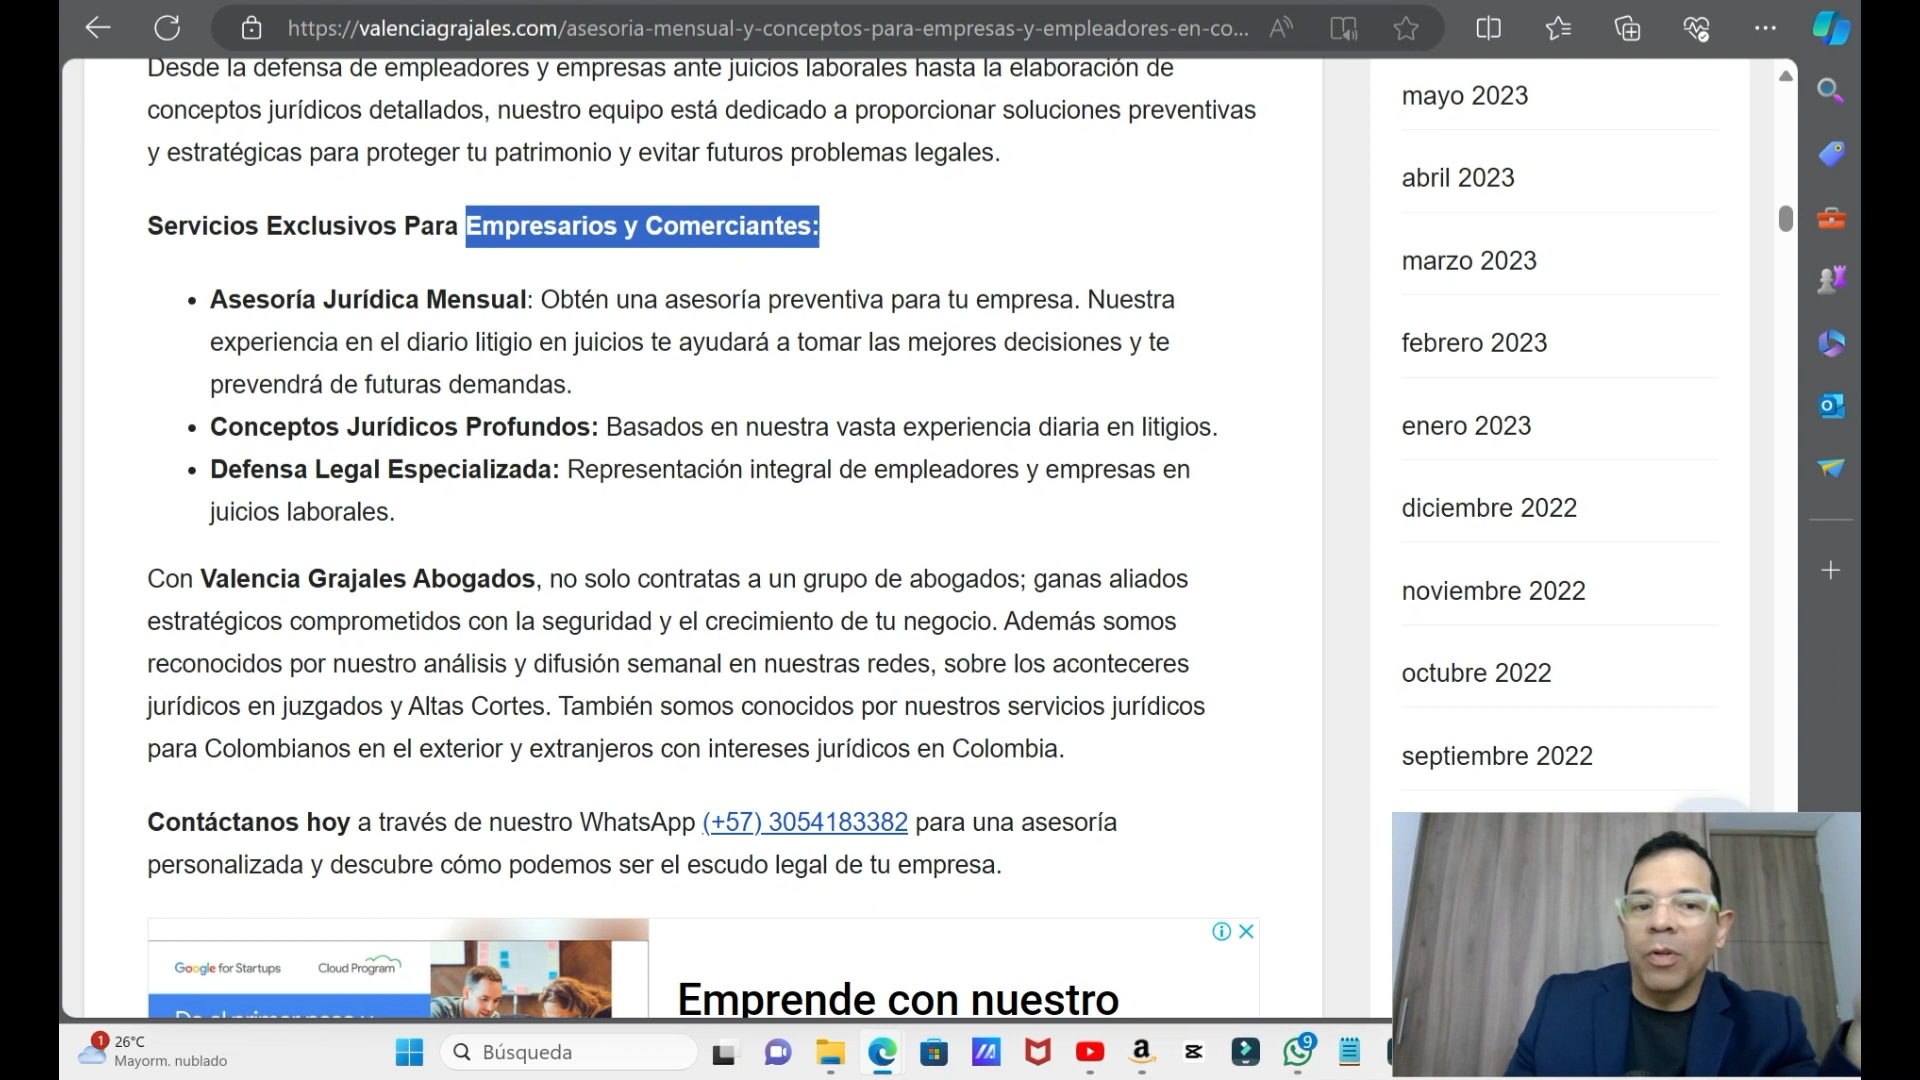 https://valenciagrajales.com/asesoria-mensual-y-conceptos-para-empresas-y-empleadores-en-co...
Desde la defensa de empleadores y empresas ante juicios laborales hasta la elaboración de
conceptos jurídicos detallados, nuestro equipo está dedicado a proporcionar soluciones preventivas
y estratégicas para proteger tu patrimonio y evitar futuros problemas legales.
Servicios Exclusivos Para Empresarios y Comerciantes:
• Asesoría Jurídica Mensual: Obtén una asesoría preventiva para tu empresa. Nuestra
experiencia en el diario litigio en juicios te ayudará a tomar las mejores decisiones y te
prevendrá de futuras demandas.
• Conceptos Jurídicos Profundos: Basados en nuestra vasta experiencia diaria en litigios.
• Defensa Legal Especializada: Representación integral de empleadores y empresas en
juicios laborales.
Con Valencia Grajales Abogados, no solo contratas a un grupo de abogados; ganas aliados
estratégicos comprometidos con la seguridad y el crecimiento de tu negocio. Además somos
reconocidos por nuestro análisis y difusión semanal en nuestras redes, sobre los aconteceres
jurídicos en juzgados y Altas Cortes. También somos conocidos por nuestros servicios jurídicos
para Colombianos en el exterior y extranjeros con intereses jurídicos en Colombia.
Contáctanos hoy a través de nuestro WhatsApp (+57) 3054183382 para una asesoría
personalizada y descubre cómo podemos ser el escudo legal de tu empresa.
Google for Startups
Cloud Program
Emprende con nuestro
mayo 2023
abril 2023
marzo 2023
febrero 2023
enero 2023
diciembre 2022
noviembre 2022
octubre 2022
septiembre 2022
1
26°C
Mayorm. nublado
Búsqueda
9